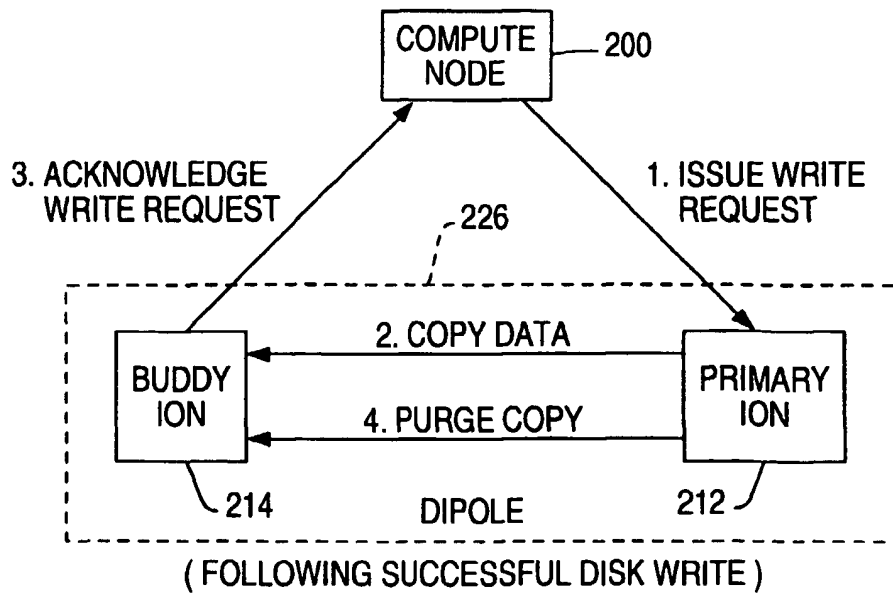 COMPUTE
NODE
200
3. ACKNOWLEDGE
WRITE REQUEST
1. ISSUE WRITE
REQUEST
226
2. COPY DATA
BUDDY
ION
PRIMARY
ION
4. PURGE COPY
214
DIPOLE
212
( FOLLOWING SUCCESSFUL DISK WRITE )